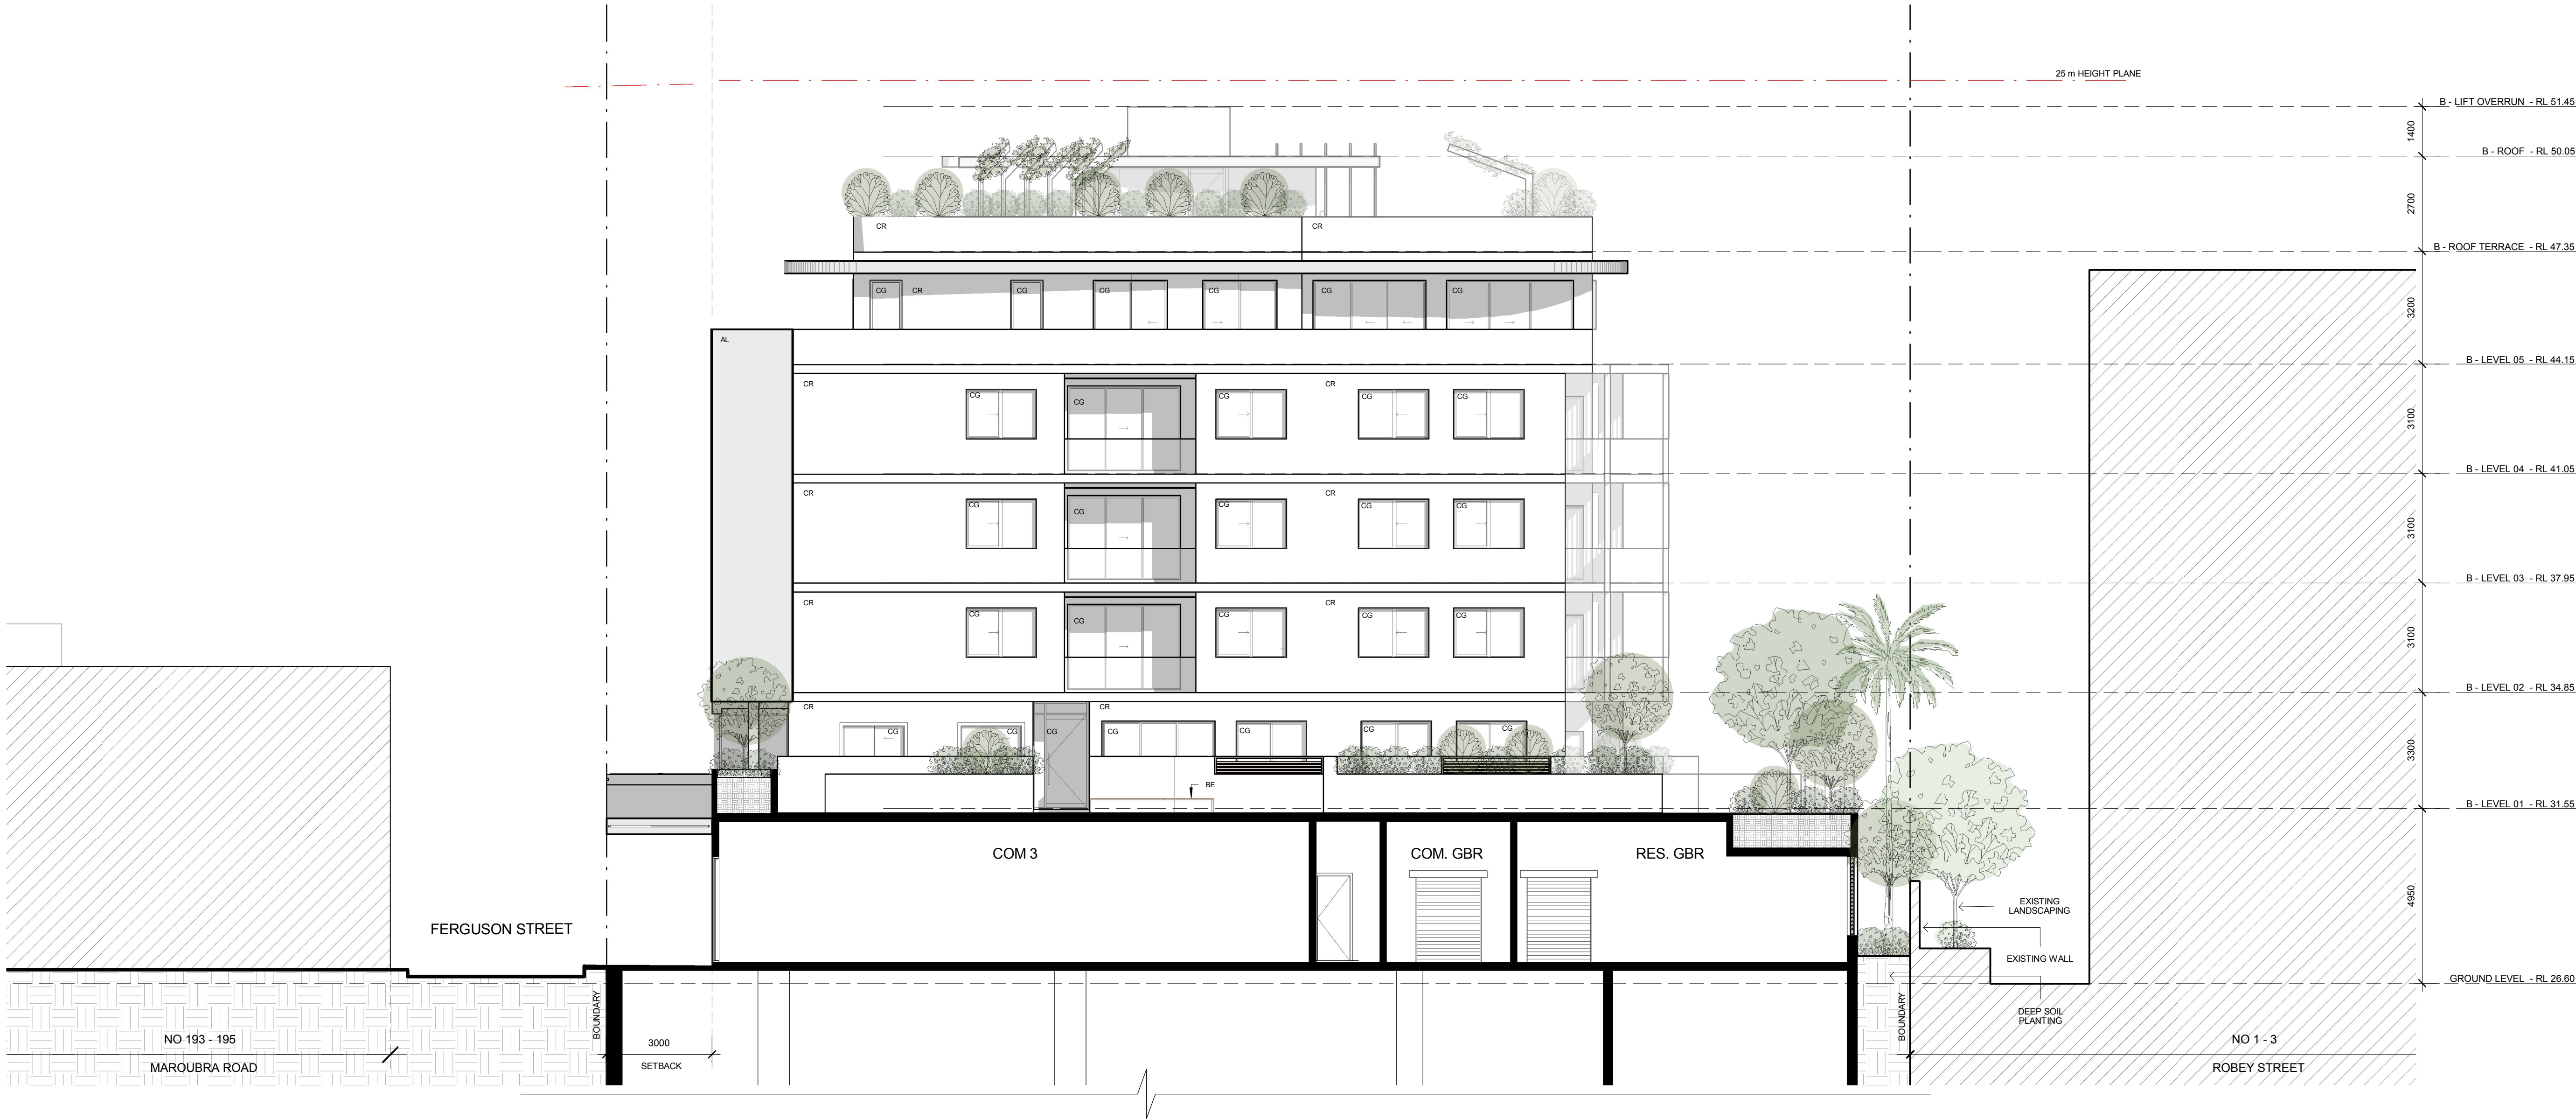 25 m HEIGHT PLANE
B - LIFT OVERRUN - RL 51.45
1400
B - ROOF - RL 50.05
2700
CR
CR
B - ROOF TERRACE - RL 47.35
CG
CR
CG
CG
CG
CG
CG
3200
AL
B - LEVEL 05 - RL 44.15
CR
CR
CG
CG
CG
CG
CG
3100
B - LEVEL 04 - RL 41.05
CR
CR
CG
CG
CG
CG
CG
3100
B - LEVEL 03 - RL 37.95
CR
CR
CG
CG
CG
CG
CG
3100
B - LEVEL 02 - RL 34.85
CR
CR
CG
CG
CG
CG
CG
CG
CG
3300
BE
B - LEVEL 01 - RL 31.55
COM 3
COM. GBR
RES. GBR
4950
EXISTING
LANDSCAPING
FERGUSON STREET
EXISTING WALL
GROUND LEVEL - RL 26.60
DEEP SOIL
PLANTING
BOUNDARY
BOUNDARY
NO 193 - 195
MAROUBRA ROAD
3000
SETBACK
NO 1 - 3
ROBEY STREET